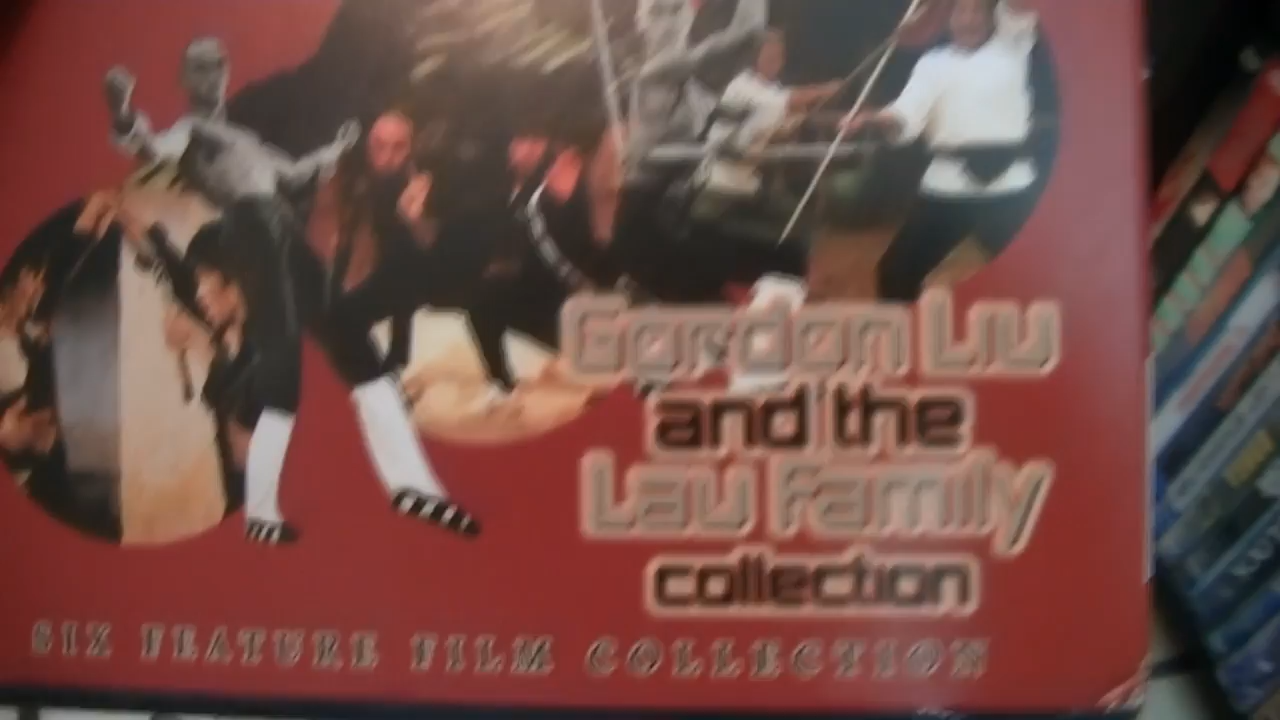 Gordon Liu
and the
Lau Family
collection
SIX FEATURE FILM COLLECTION